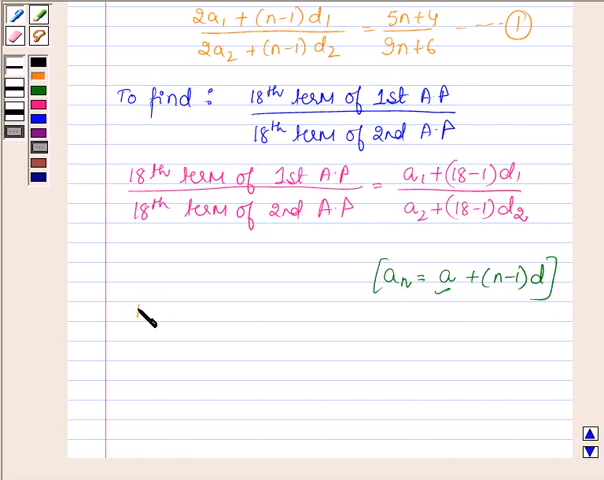 2a₁ + (n-1)d₁ / 2a₂ + (n-1)d₂ = 5n+4 / 9n+6 ------ ①
To find : 18th term of 1st A.P / 18th term of 2nd A.P
18th term of 1st A.P / 18th term of 2nd A.P = a₁+(18-1)d₁ / a₂+(18-1)d₂
[aₙ = a + (n-1)d]